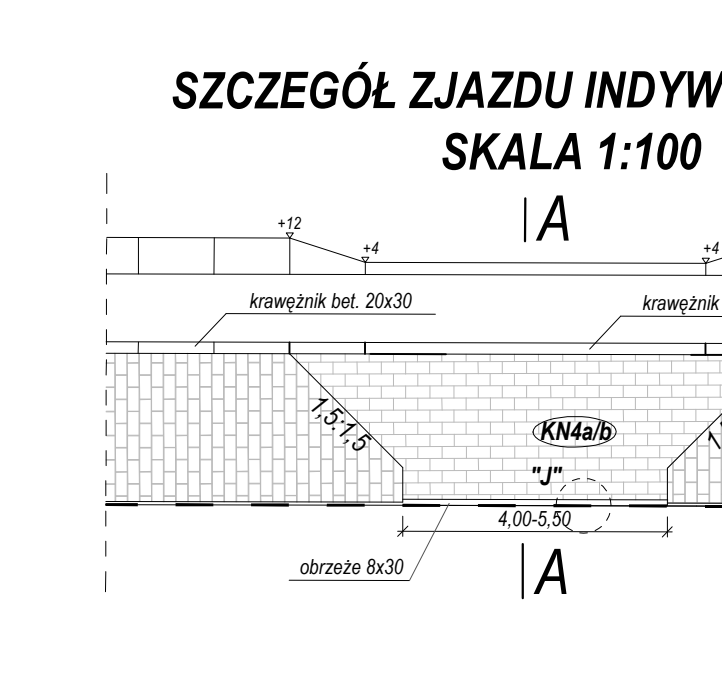 SZCZEGÓŁ ZJAZDU INDYW
SKALA 1:100
A
+12
+4
+4
krawężnik bet. 20x30
krawężnik
1,5:1,5
KN4a/b
"J"
4,00-5,50
obrzeże 8x30
A